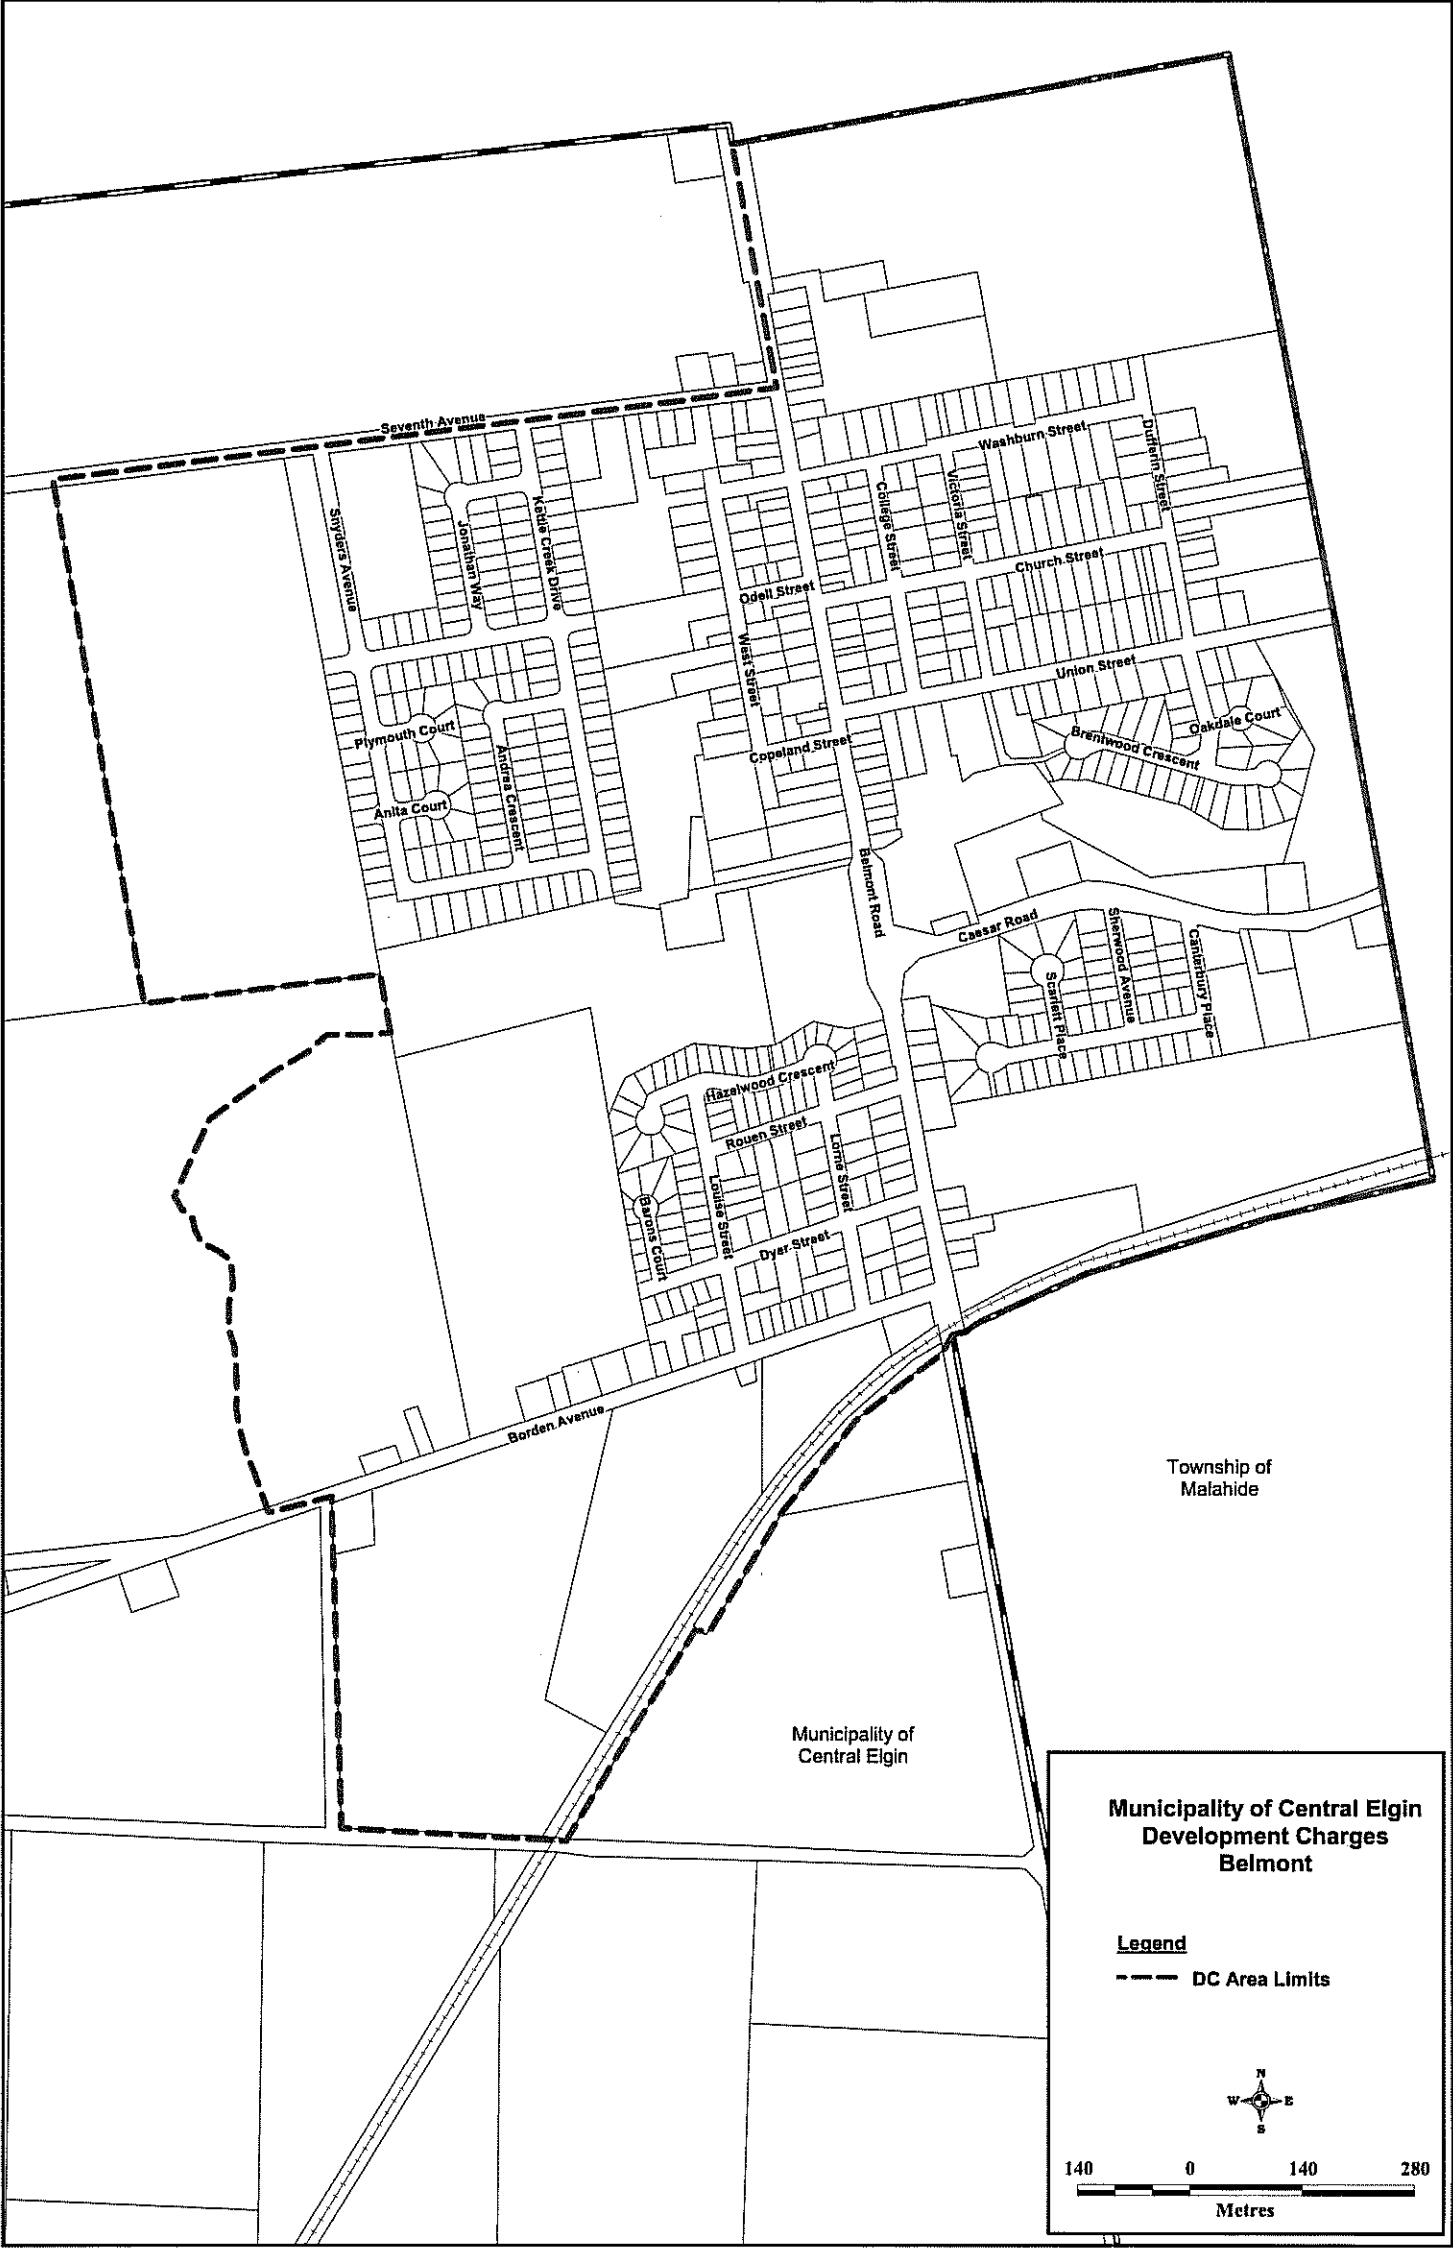 Seventh Avenue
Washburn Street
Dufferin Street
College Street
Victoria Street
Snyders Avenue
Jonathan Way
Kettle Creek Drive
Church Street
Odell Street
West Street
Union Street
Plymouth Court
Oakdale Court
Brentwood Crescent
Copeland Street
Andrea Crescent
Anita Court
Belmont Road
Caesar Road
Sherwood Avenue
Canterbury Place
Scarlett Place
Hazelwood Crescent
Rouen Street
Lorne Street
Louise Street
Barons Court
Dyer Street
Borden Avenue
Township of
Malahide
Municipality of
Central Elgin
Municipality of Central Elgin
Development Charges
Belmont
Legend
DC Area Limits
N
W E
S
140 0 140 280
Metres